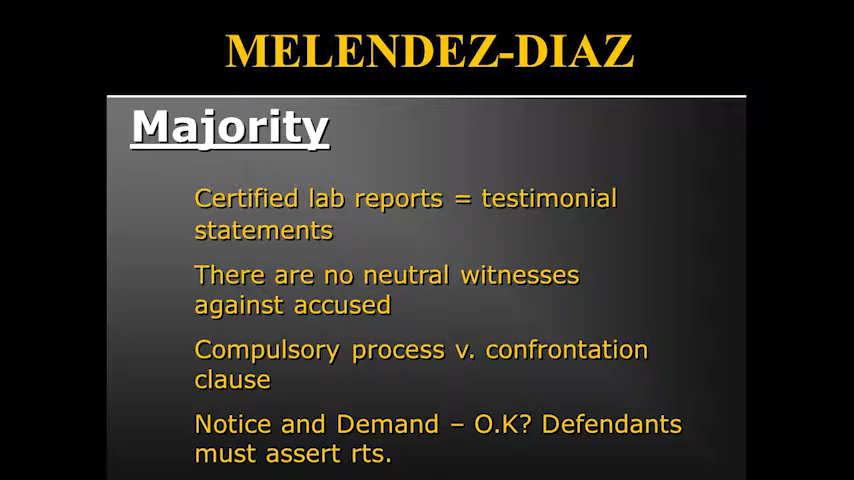 MELENDEZ-DIAZ
Majority
Certified lab reports = testimonial
statements
There are no neutral witnesses
against accused
Compulsory process v. confrontation
clause
Notice and Demand – O.K? Defendants
must assert rts.